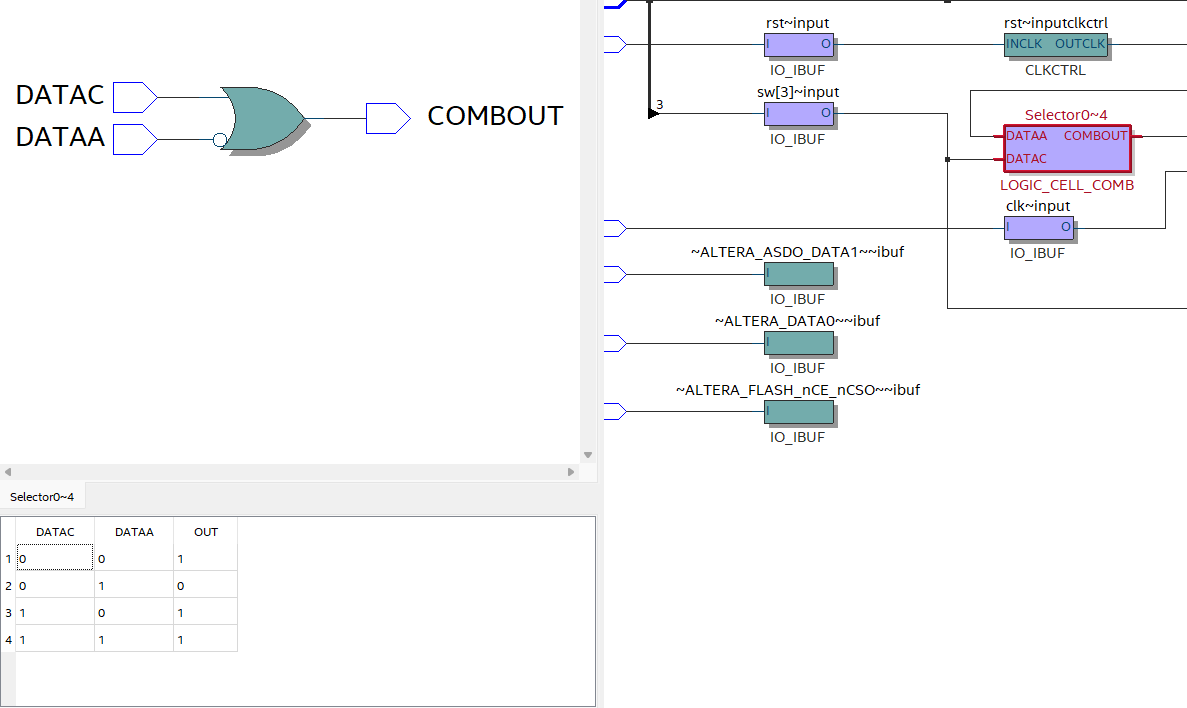 DATAC
DATAA
COMBOUT
Selector0~4
DATAC DATAA OUT
1 0 0 1
2 0 1 0
3 1 0 1
4 1 1 1
rst~input
I O
IO_IBUF
rst~inputclkctrl
INCLK OUTCLK
CLKCTRL
3
sw[3]~input
I O
IO_IBUF
Selector0~4
DATAA COMBOUT
DATAC
LOGIC_CELL_COMB
clk~input
I O
IO_IBUF
~ALTERA_ASDO_DATA1~~ibuf
I
IO_IBUF
~ALTERA_DATA0~~ibuf
I
IO_IBUF
~ALTERA_FLASH_nCE_nCSO~~ibuf
I
IO_IBUF